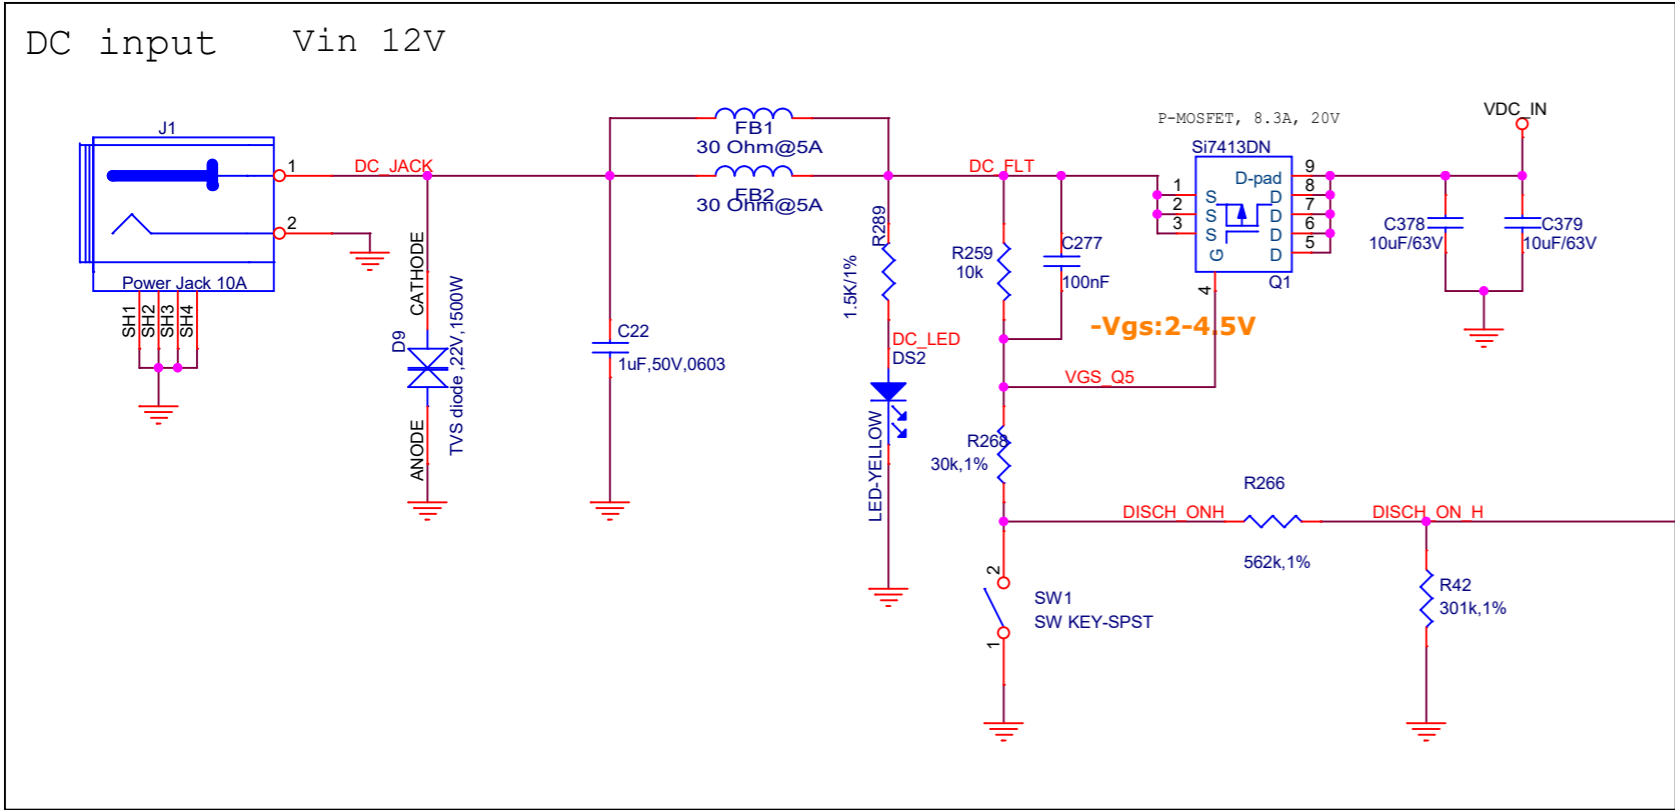 DC input Vin 12V
J1
1
2
Power Jack 10A
SH1
SH2
SH3
SH4
DC_JACK
CATHODE
D9
ANODE
TVS diode ,22V,1500W
FB1
30 Ohm@5A
FB2
30 Ohm@5A
C22
1uF,50V,0603
R289
1.5K/1%
DC_LED
DS2
LED-YELLOW
DC_FLT
R259
10k
C277
100nF
-Vgs:2-4.5V
VGS_Q5
R268
30k,1%
P-MOSFET, 8.3A, 20V
Si7413DN
1 S
2 S
3 S
G
4
D-pad 9
D 8
D 7
D 6
D 5
Q1
VDC_IN
C378
10uF/63V
C379
10uF/63V
DISCH_ONH
R266
562k,1%
DISCH_ON_H
R42
301k,1%
2
SW1
SW KEY-SPST
1